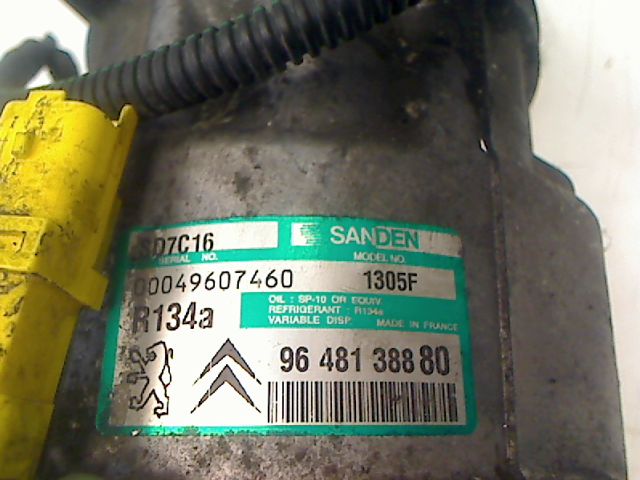 SD7C16 SANDEN
SERIAL NO. MODEL NO.
00049607460 1305F
R134a
OIL : SP-10 OR EQUIV.
REFRIGERANT : R134a
VARIABLE DISP. MADE IN FRANCE
96 481 388 80